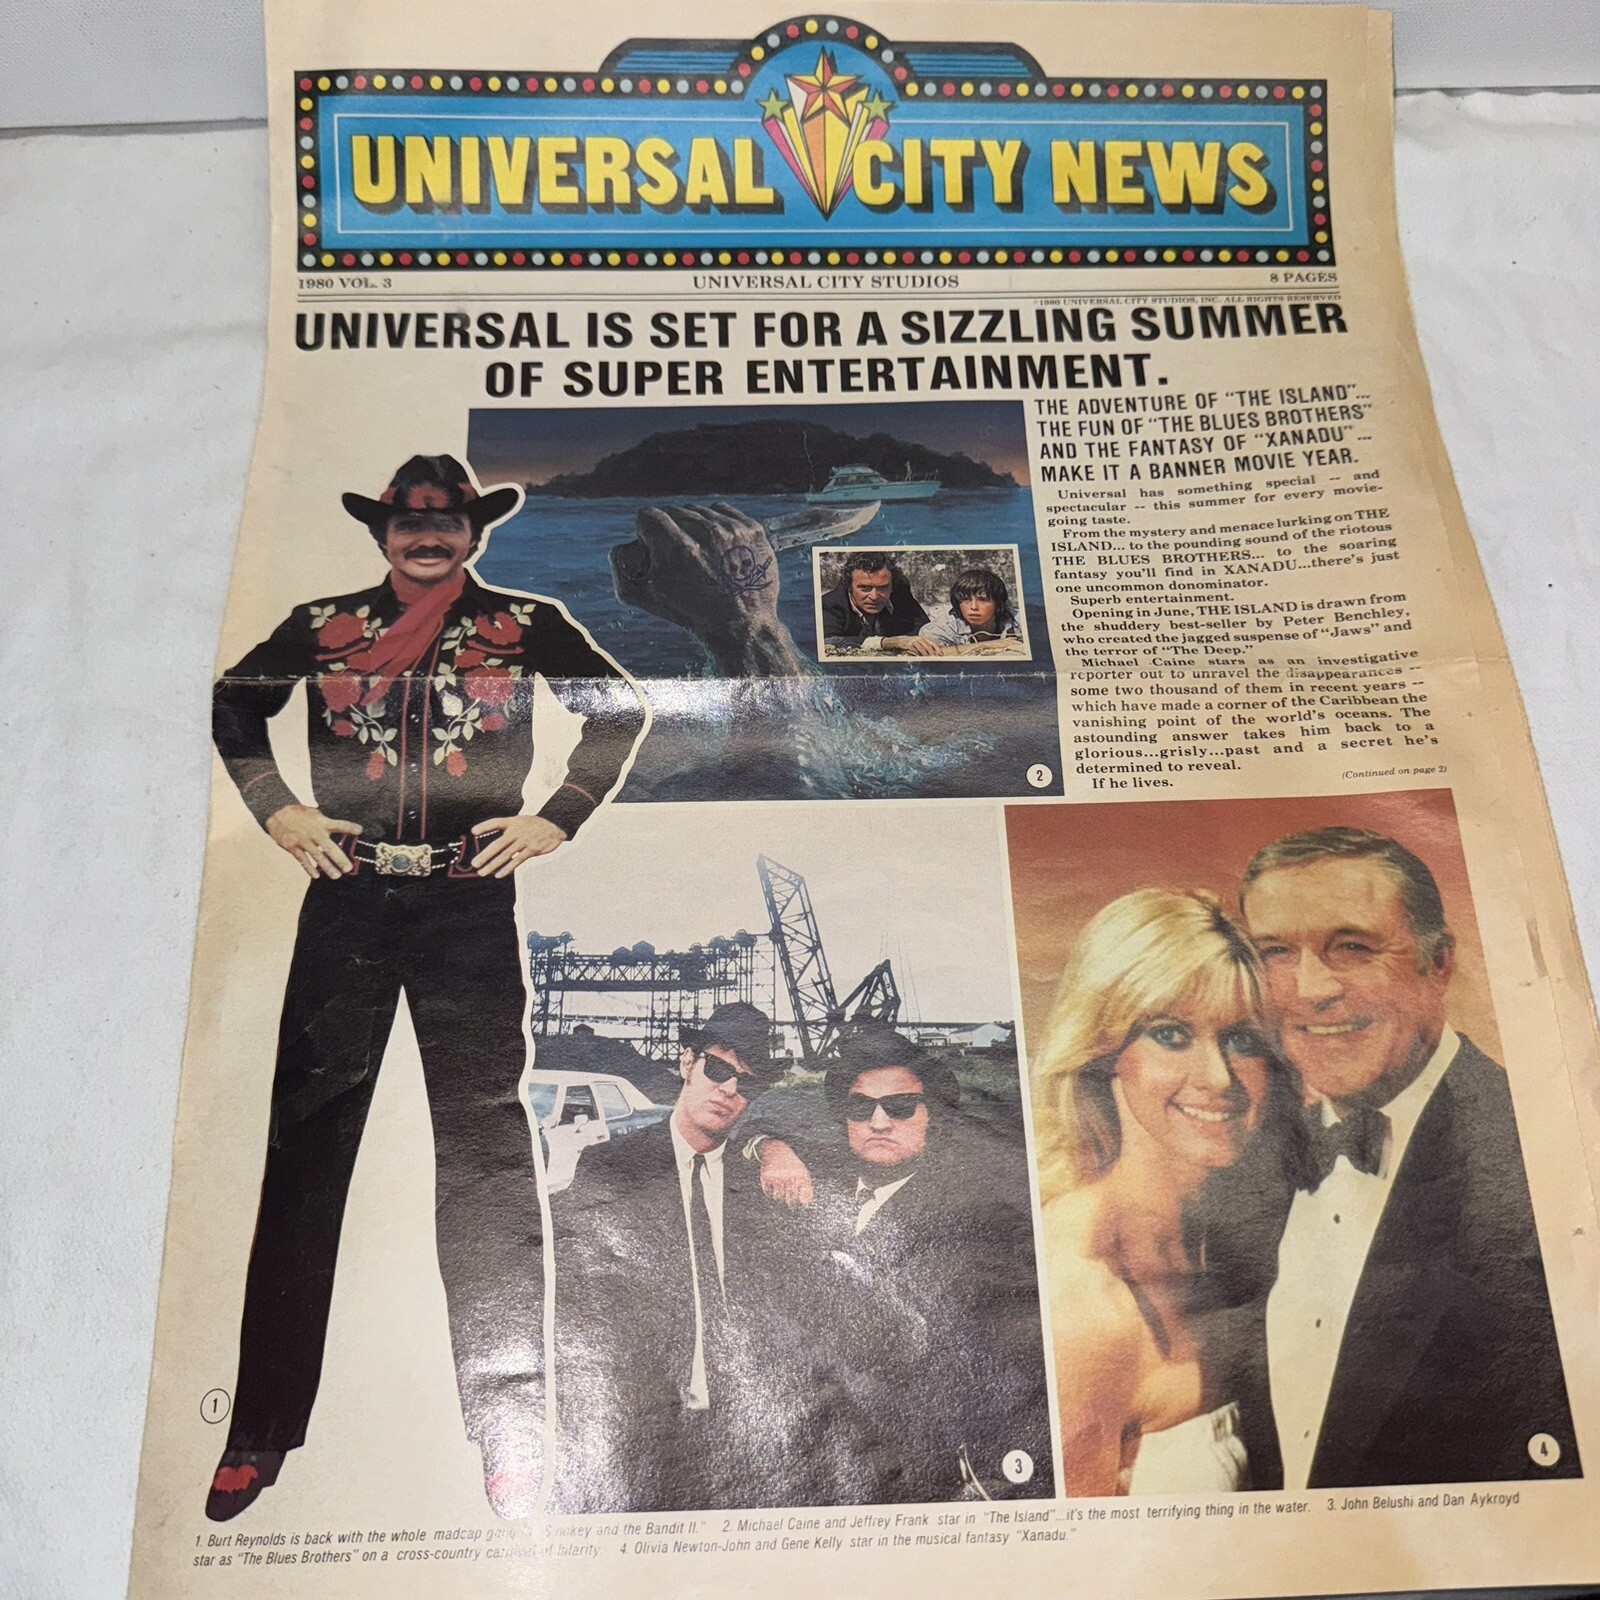 UNIVERSAL CITY NEWS
1980 VOL. 3
UNIVERSAL CITY STUDIOS
8 PAGES
©1980 UNIVERSAL CITY STUDIOS, INC. ALL RIGHTS RESERVED
UNIVERSAL IS SET FOR A SIZZLING SUMMER
OF SUPER ENTERTAINMENT.
THE ADVENTURE OF "THE ISLAND"...
THE FUN OF "THE BLUES BROTHERS"
AND THE FANTASY OF "XANADU"...
MAKE IT A BANNER MOVIE YEAR.
Universal has something special -- and
spectacular -- this summer for every movie-
going taste.
From the mystery and menace lurking on THE
ISLAND... to the pounding sound of the riotous
THE BLUES BROTHERS... to the soaring
fantasy you'll find in XANADU...there's just
one uncommon donominator.
Superb entertainment.
Opening in June, THE ISLAND is drawn from
the shuddery best-seller by Peter Benchley,
who created the jagged suspense of "Jaws" and
the terror of "The Deep."
Michael Caine stars as an investigative
reporter out to unravel the disappearances --
some two thousand of them in recent years --
which have made a corner of the Caribbean the
vanishing point of the world's oceans. The
astounding answer takes him back to a
glorious...grisly...past and a secret he's
determined to reveal.
If he lives.
(Continued on page 2)
2
1
3
4
1. Burt Reynolds is back with the whole madcap Smokey and the Bandit II." 2. Michael Caine and Jeffrey Frank star in "The Island"...it's the most terrifying thing in the water. 3. John Belushi and Dan Aykroyd
star as "The Blues Brothers" on a cross-country carnival of hilarity. 4. Olivia Newton-John and Gene Kelly star in the musical fantasy "Xanadu."